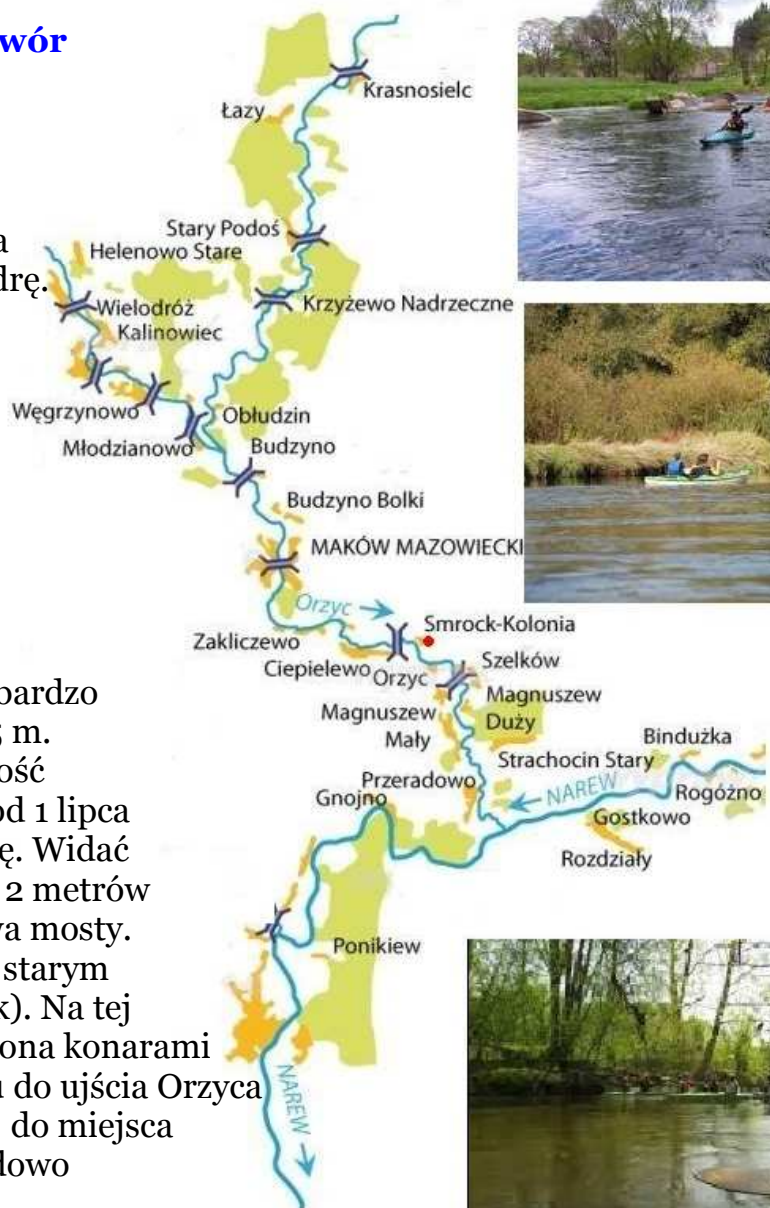 wór
a
drę.
bardzo
5 m.
ość
od 1 lipca
ę. Widać
2 metrów
va mosty.
starym
k). Na tej
ona konarami
u do ujścia Orzyca
do miejsca
dowo
Krasnosielc
Łazy
Stary Podoś
Helenowo Stare
Krzyżewo Nadrzeczne
Wielodróż
Kalinowiec
Węgrzynowo
Obłudzin
Młodzianowo
Budzyno
Budzyno Bolki
MAKÓW MAZOWIECKI
Orzyc
Smrock-Kolonia
Zakliczewo
Ciepielewo
Orzyc
Szelków
Magnuszew
Duży
Magnuszew
Mały
Strachocin Stary
Bindużka
Przeradowo
NAREW
Rogóżno
Gnojno
Gostkowo
Rozdziały
Ponikiew
NAREW